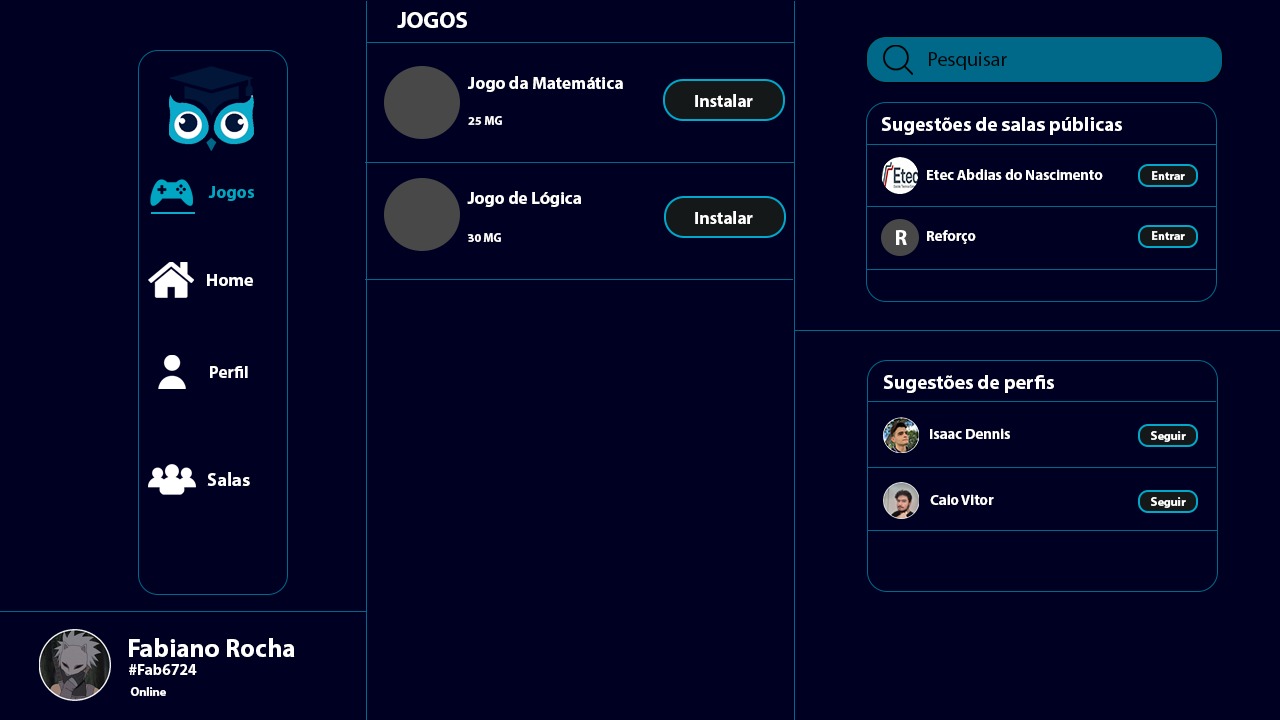 Jogos
Home
Perfil
Salas
Fabiano Rocha
#Fab6724
Online
JOGOS
Jogo da Matemática
25 MG
Instalar
Jogo de Lógica
30 MG
Instalar
Pesquisar
Sugestões de salas públicas
Etec
Etec Abdias do Nascimento
Entrar
R
Reforço
Entrar
Sugestões de perfis
Isaac Dennis
Seguir
Caio Vitor
Seguir